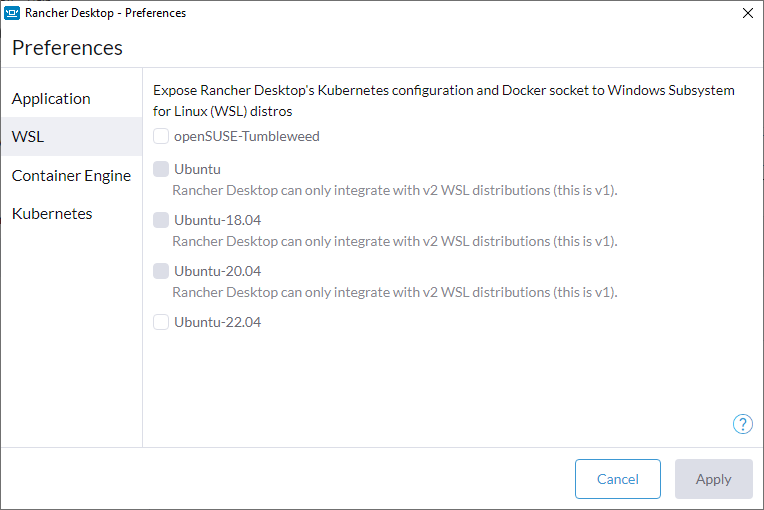 Rancher Desktop - Preferences
Preferences
Application
WSL
Container Engine
Kubernetes
Expose Rancher Desktop's Kubernetes configuration and Docker socket to Windows Subsystem
for Linux (WSL) distros
openSUSE-Tumbleweed
Ubuntu
Rancher Desktop can only integrate with v2 WSL distributions (this is v1).
Ubuntu-18.04
Rancher Desktop can only integrate with v2 WSL distributions (this is v1).
Ubuntu-20.04
Rancher Desktop can only integrate with v2 WSL distributions (this is v1).
Ubuntu-22.04
?
Cancel
Apply